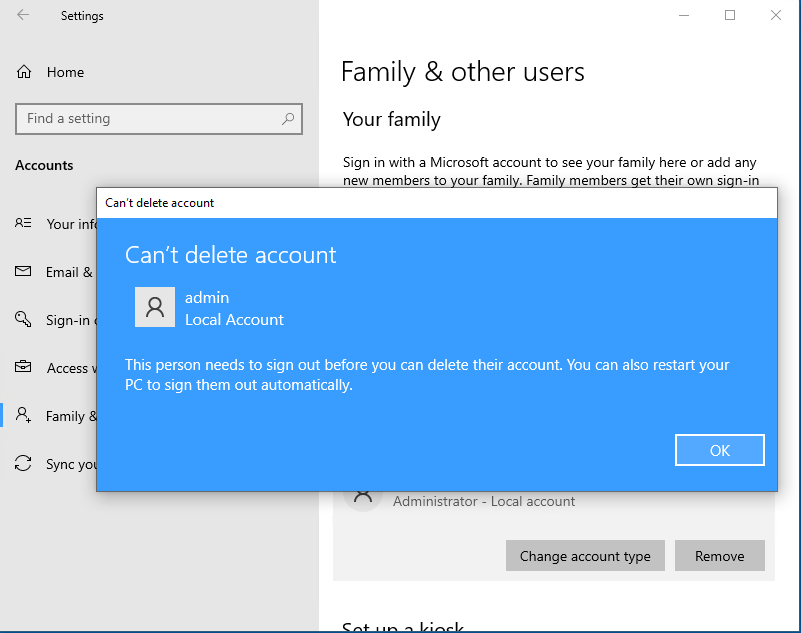 Settings
Home
Find a setting
Accounts
Your info
Email &
Sign-in
Access
Family &
Sync you
Family & other users
Your family
Sign in with a Microsoft account to see your family here or add any
new members to your family. Family members get their own sign-in
Can't delete account
Can't delete account
admin
Local Account
This person needs to sign out before you can delete their account. You can also restart your
PC to sign them out automatically.
OK
Administrator - Local account
Change account type
Remove
Set up a kiosk